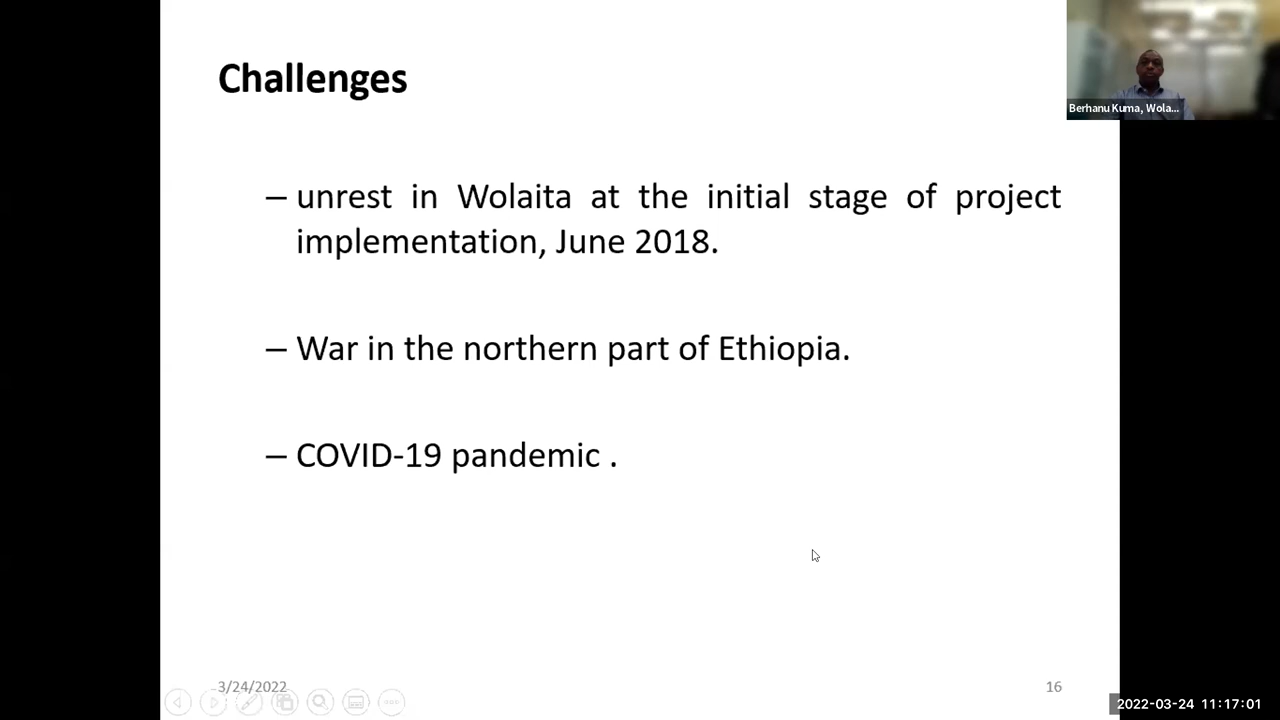 Challenges
Berhanu Kuma, Wola...
– unrest in Wolaita at the initial stage of project
implementation, June 2018.
– War in the northern part of Ethiopia.
– COVID-19 pandemic .
3/24/2022
16
2022-03-24 11:17:01